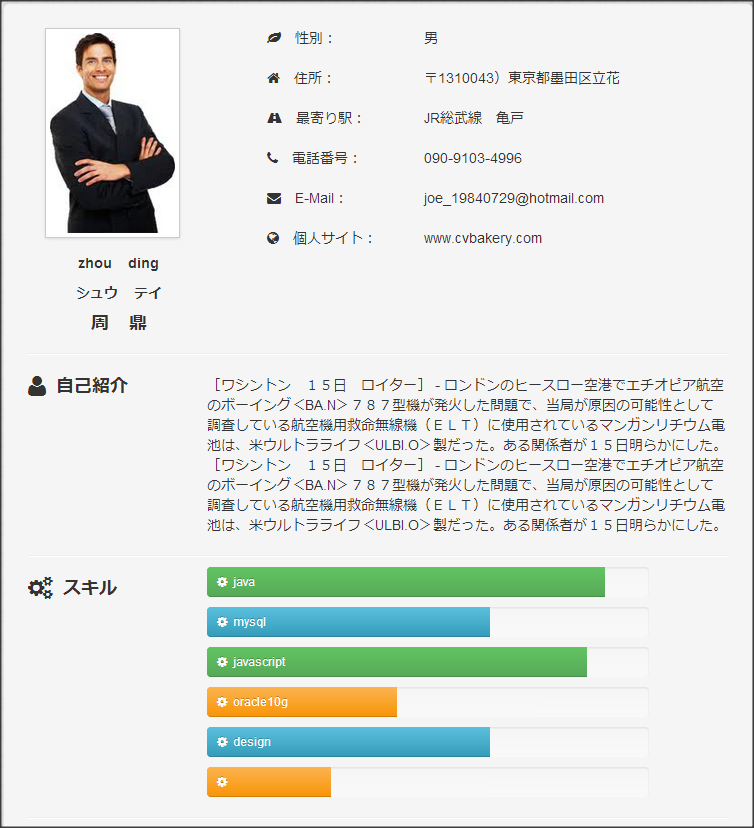 性別： 男
住所： 〒1310043）東京都墨田区立花
最寄り駅： JR総武線　亀戸
電話番号： 090-9103-4996
E-Mail： joe_19840729@hotmail.com
個人サイト： www.cvbakery.com
zhou ding
シュウ　テイ
周　鼎
自己紹介
［ワシントン　１５日　ロイター］ - ロンドンのヒースロー空港でエチオピア航空
のボーイング＜BA.N＞７８７型機が発火した問題で、当局が原因の可能性として
調査している航空機用救命無線機（ＥＬＴ）に使用されているマンガンリチウム電
池は、米ウルトラライフ＜ULBI.O＞製だった。ある関係者が１５日明らかにした。
［ワシントン　１５日　ロイター］ - ロンドンのヒースロー空港でエチオピア航空
のボーイング＜BA.N＞７８７型機が発火した問題で、当局が原因の可能性として
調査している航空機用救命無線機（ＥＬＴ）に使用されているマンガンリチウム電
池は、米ウルトラライフ＜ULBI.O＞製だった。ある関係者が１５日明らかにした。
スキル
java
mysql
javascript
oracle10g
design